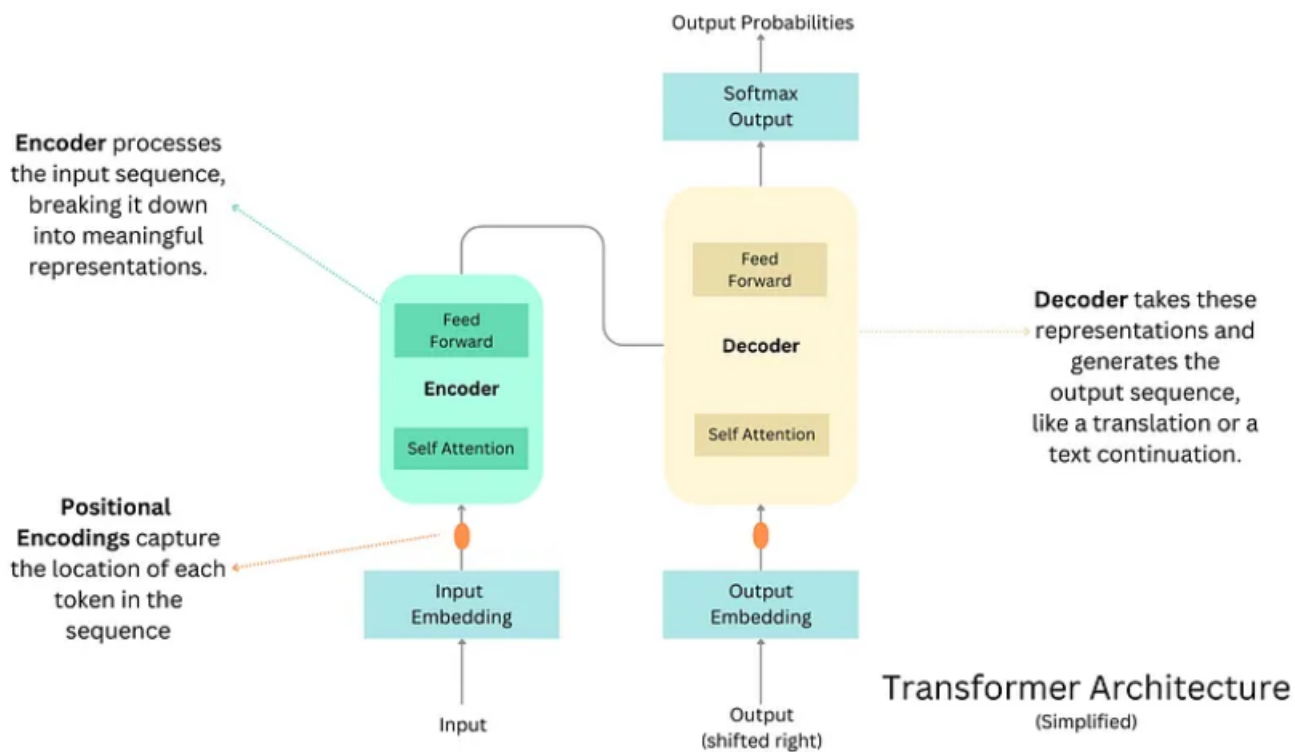 Output Probabilities
Softmax
Output
Encoder processes
the input sequence,
breaking it down
into meaningful
representations.
Feed
Forward
Encoder
Self Attention
Feed
Forward
Decoder
Self Attention
Decoder takes these
representations and
generates the
output sequence,
like a translation or a
text continuation.
Positional
Encodings capture
the location of each
token in the
sequence
Input
Embedding
Output
Embedding
Input
Output
(shifted right)
Transformer Architecture
(Simplified)